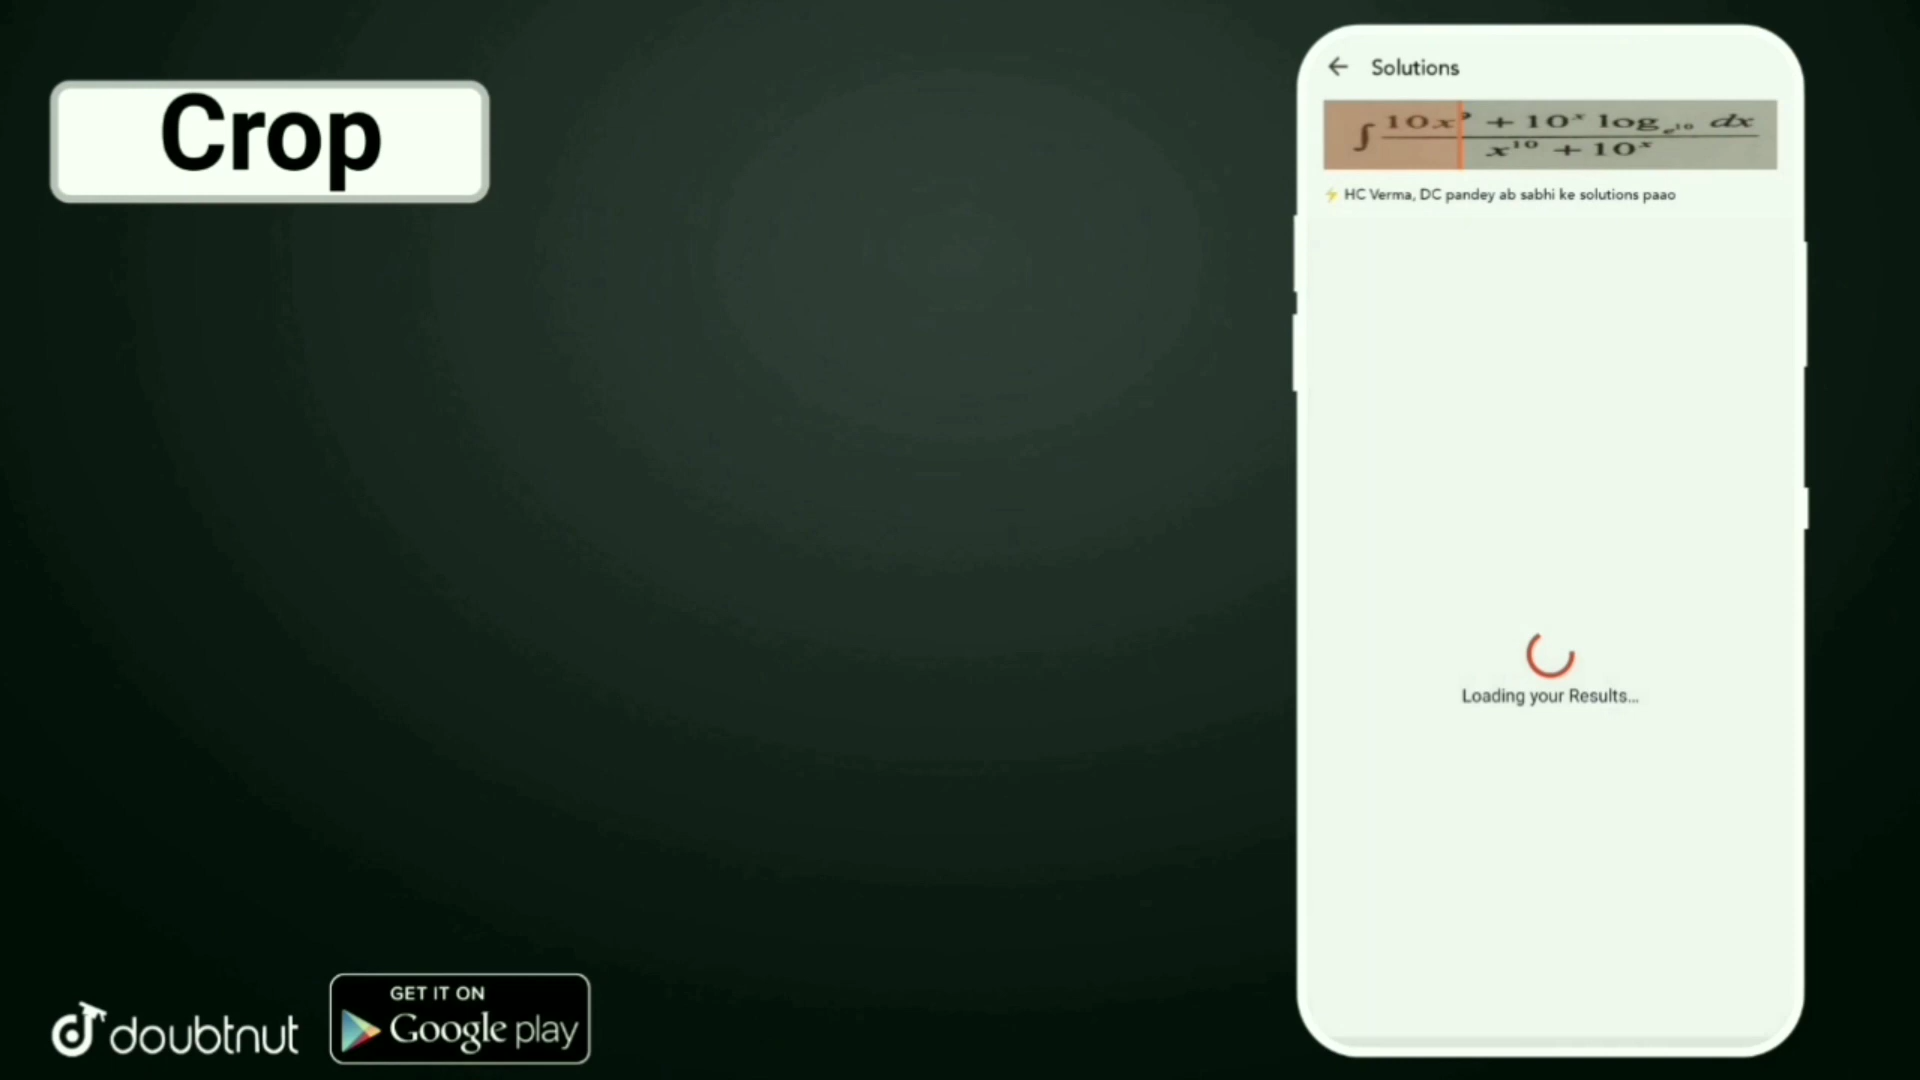 Crop
Solutions
∫ 10x⁹ + 10ˣ logₑ¹⁰ dx
x¹⁰ + 10ˣ
⚡ HC Verma, DC pandey ab sabhi ke solutions paao
Loading your Results...
doubtnut
GET IT ON
Google play